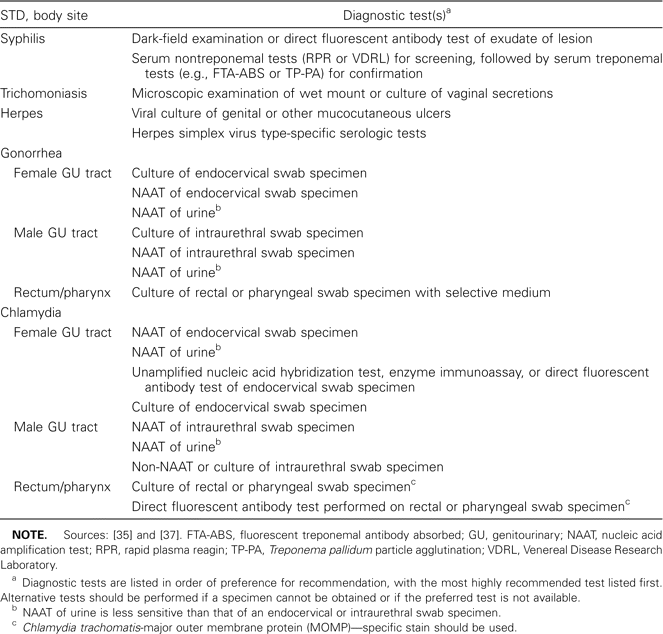 STD, body site Diagnostic test(s)a
Syphilis Dark-field examination or direct fluorescent antibody test of exudate of lesion
Serum nontreponemal tests (RPR or VDRL) for screening, followed by serum treponemal
tests (e.g., FTA-ABS or TP-PA) for confirmation
Trichomoniasis Microscopic examination of wet mount or culture of vaginal secretions
Herpes Viral culture of genital or other mucocutaneous ulcers
Herpes simplex virus type-specific serologic tests
Gonorrhea
Female GU tract Culture of endocervical swab specimen
NAAT of endocervical swab specimen
NAAT of urineb
Male GU tract Culture of intraurethral swab specimen
NAAT of intraurethral swab specimen
NAAT of urineb
Rectum/pharynx Culture of rectal or pharyngeal swab specimen with selective medium
Chlamydia
Female GU tract NAAT of endocervical swab specimen
NAAT of urineb
Unamplified nucleic acid hybridization test, enzyme immunoassay, or direct fluorescent
antibody test of endocervical swab specimen
Culture of endocervical swab specimen
Male GU tract NAAT of intraurethral swab specimen
NAAT of urineb
Non-NAAT or culture of intraurethral swab specimen
Rectum/pharynx Culture of rectal or pharyngeal swab specimenc
Direct fluorescent antibody test performed on rectal or pharyngeal swab specimenc
NOTE. Sources: [35] and [37]. FTA-ABS, fluorescent treponemal antibody absorbed; GU, genitourinary; NAAT, nucleic acid
amplification test; RPR, rapid plasma reagin; TP-PA, Treponema pallidum particle agglutination; VDRL, Venereal Disease Research
Laboratory.
a Diagnostic tests are listed in order of preference for recommendation, with the most highly recommended test listed first.
Alternative tests should be performed if a specimen cannot be obtained or if the preferred test is not available.
b NAAT of urine is less sensitive than that of an endocervical or intraurethral swab specimen.
c Chlamydia trachomatis-major outer membrane protein (MOMP)—specific stain should be used.